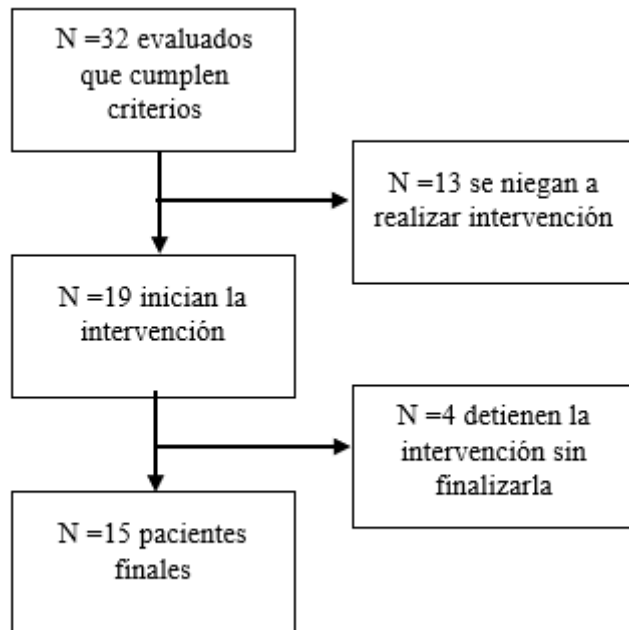 N =32 evaluados
que cumplen
criterios
N =13 se niegan a
realizar intervención
N =19 inician la
intervención
N =4 detienen la
intervención sin
finalizarla
N =15 pacientes
finales